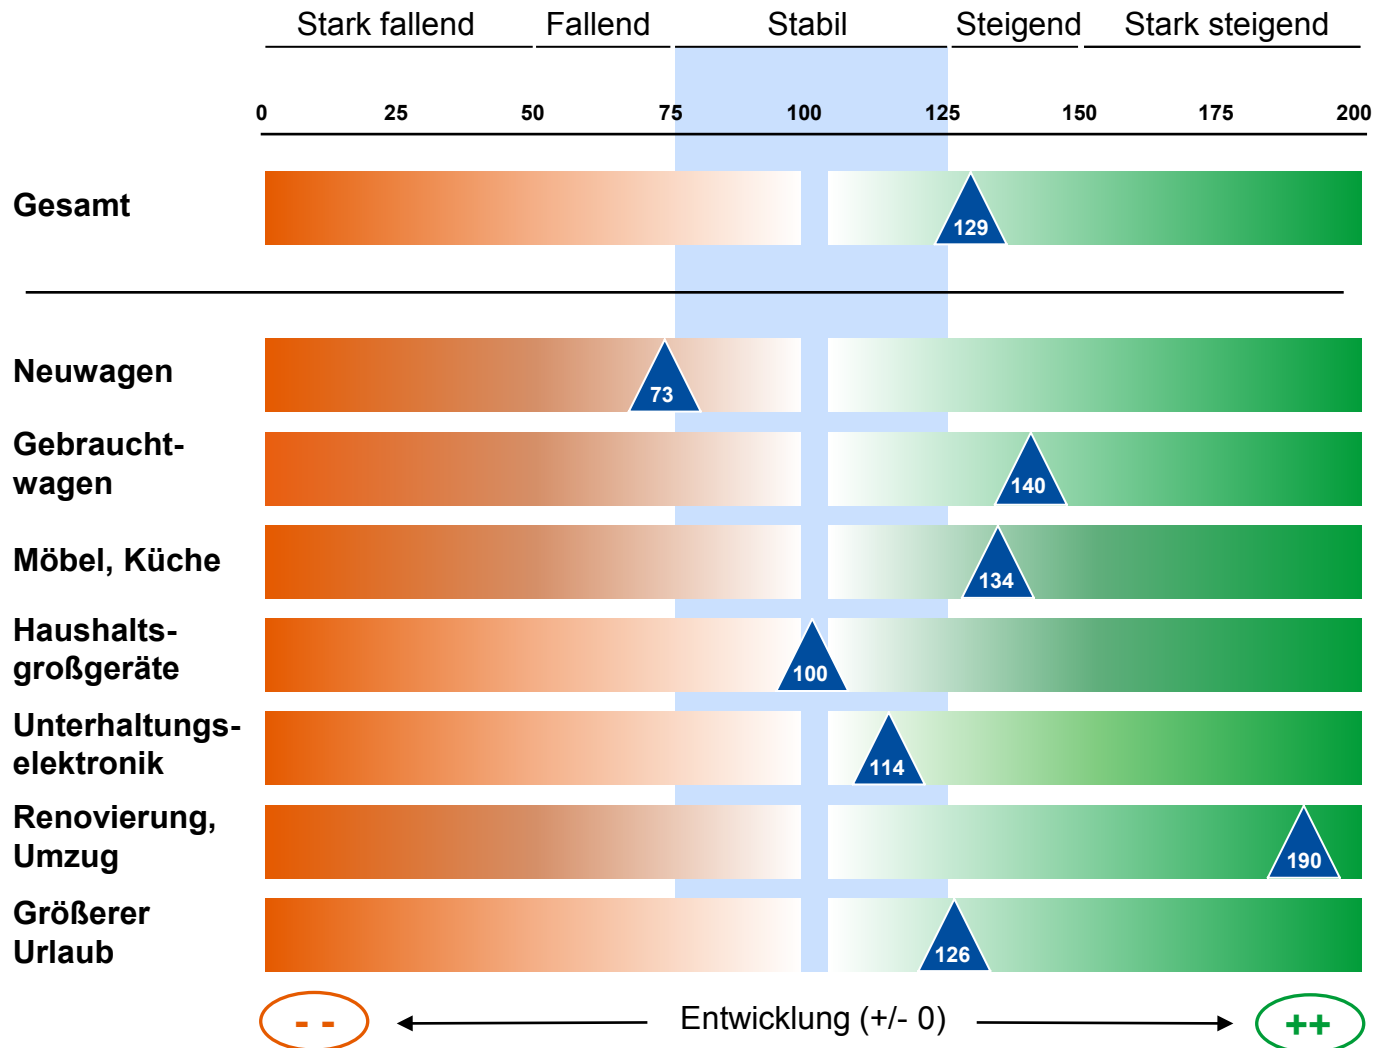 Stark fallend Fallend Stabil Steigend Stark steigend
0 25 50 75 100 125 150 175 200
Gesamt
129
Neuwagen
73
Gebraucht-
wagen
140
Möbel, Küche
134
Haushalts-
großgeräte
100
Unterhaltungs-
elektronik
114
Renovierung,
Umzug
190
Größerer
Urlaub
126
- - Entwicklung (+/- 0) ++